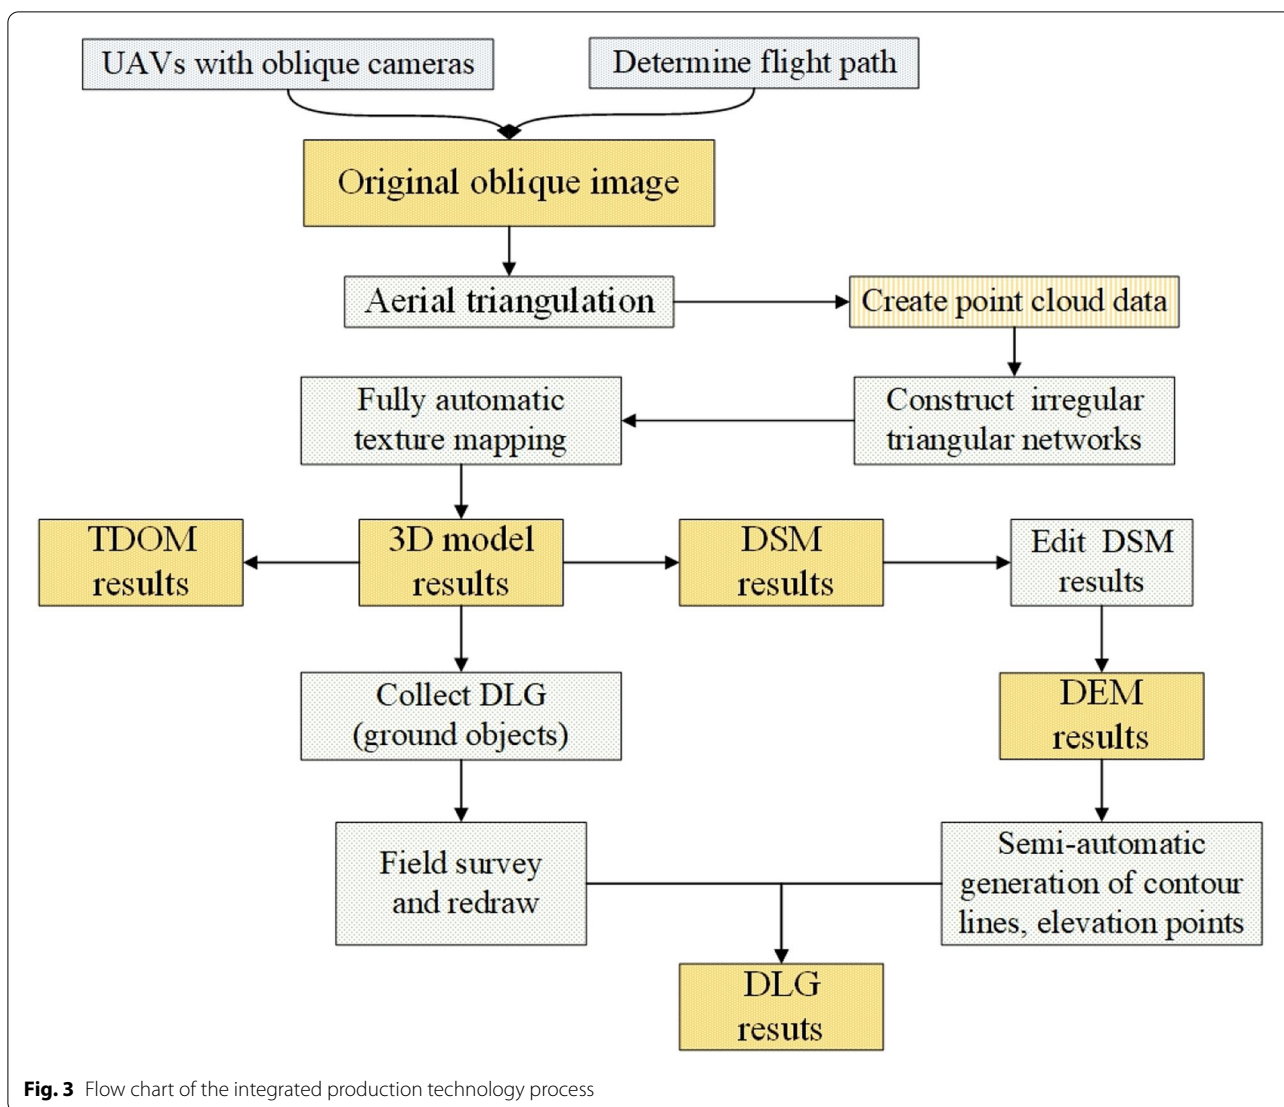 UAVs with oblique cameras
Determine flight path
Original oblique image
Aerial triangulation
Create point cloud data
Fully automatic
texture mapping
Construct irregular
triangular networks
TDOM
results
3D model
results
DSM
results
Edit DSM
results
Collect DLG
(ground objects)
DEM
results
Field survey
and redraw
Semi-automatic
generation of contour
lines, elevation points
DLG
resuts
Fig. 3 Flow chart of the integrated production technology process